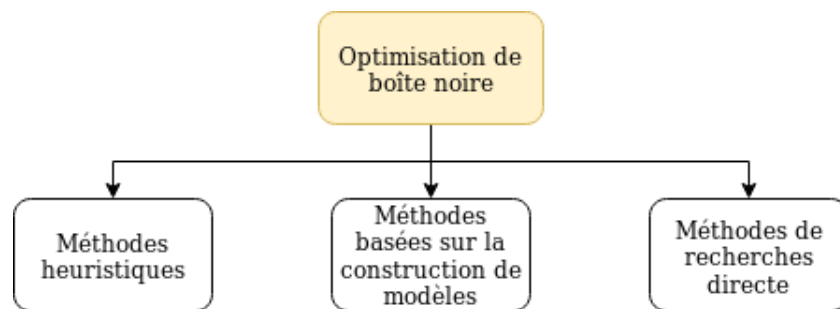 Optimisation de
boîte noire
Méthodes
heuristiques
Méthodes
basées sur la
construction de
modèles
Méthodes de
recherches
directe